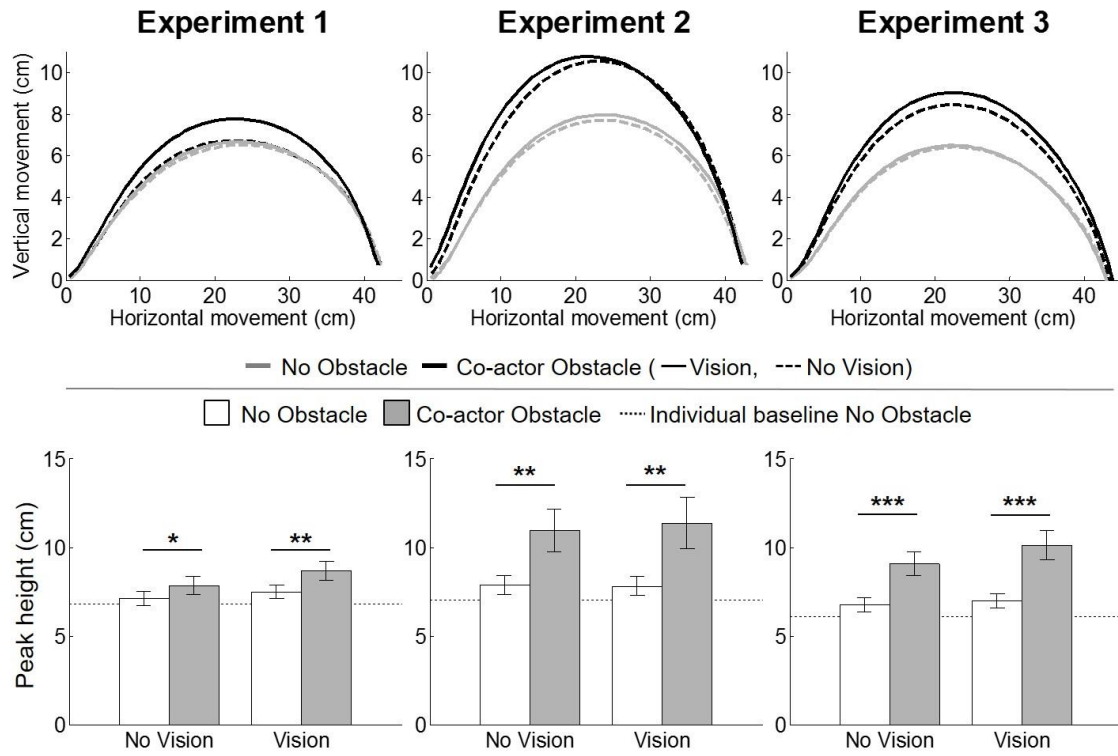 Experiment 1
Experiment 2
Experiment 3
Vertical movement (cm)
10
8
6
4
2
0
0 10 20 30 40
Horizontal movement (cm)
10
8
6
4
2
0
0 10 20 30 40
Horizontal movement (cm)
10
8
6
4
2
0
0 10 20 30 40
Horizontal movement (cm)
No Obstacle Co-actor Obstacle ( Vision, No Vision)
No Obstacle Co-actor Obstacle Individual baseline No Obstacle
Peak height (cm)
15
10
5
0
* **
No Vision Vision
15
10
5
0
** **
No Vision Vision
15
10
5
0
*** ***
No Vision Vision